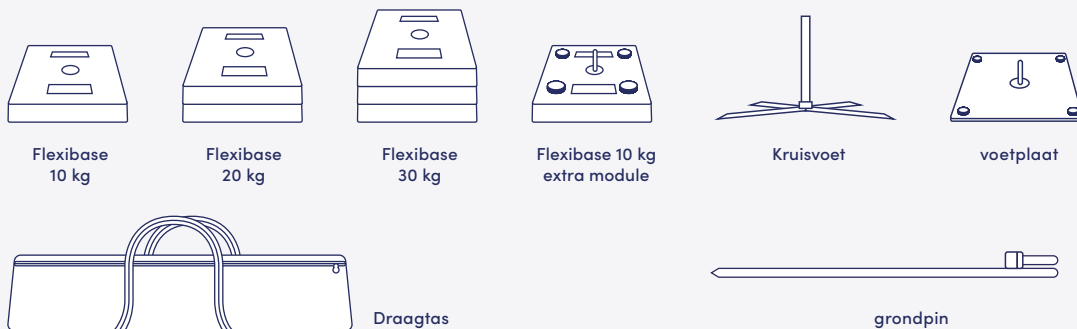 Flexibase
10 kg
Flexibase
20 kg
Flexibase
30 kg
Flexibase 10 kg
extra module
Kruisvoet
voetplaat
Draagtas
grondpin